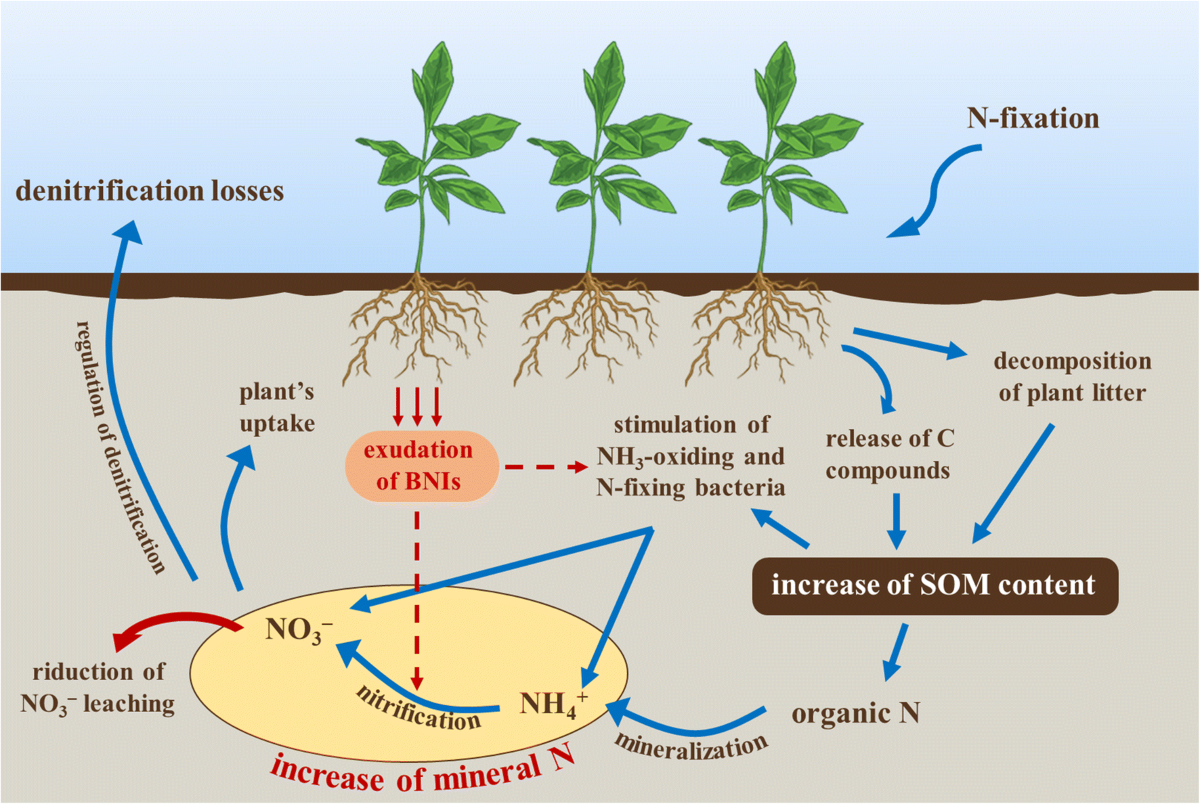 N-fixation
denitrification losses
regulation of denitrification
plant's
uptake
exudation
of BNIs
stimulation of
NH₃-oxiding and
N-fixing bacteria
release of C
compounds
decomposition
of plant litter
increase of SOM content
NO₃⁻
riduction of
NO₃⁻ leaching
nitrification
NH₄⁺
mineralization
organic N
increase of mineral N